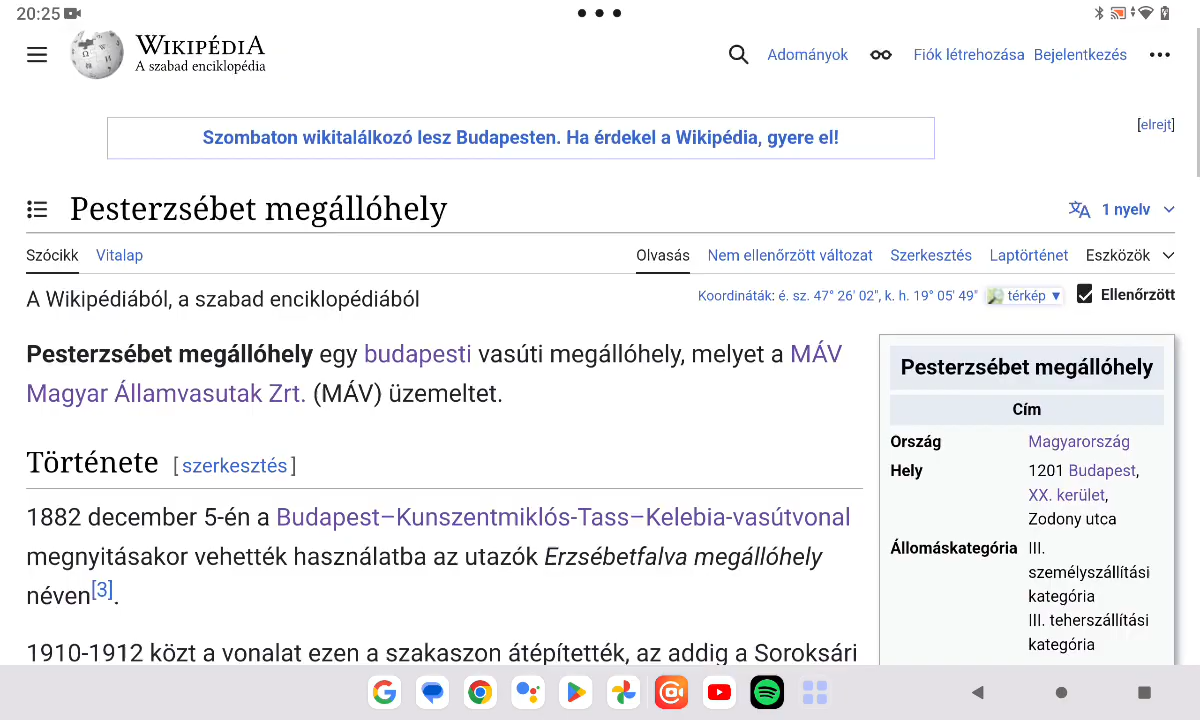 20:25
WIKIPÉDIA
A szabad enciklopédia
Adományok
Fiók létrehozása
Bejelentkezés
Szombaton wikitalálkozó lesz Budapesten. Ha érdekel a Wikipédia, gyere el!
[elrejt]
Pesterzsébet megállóhely
1 nyelv
Szócikk
Vitalap
Olvasás
Nem ellenőrzött változat
Szerkesztés
Laptörténet
Eszközök
A Wikipédiából, a szabad enciklopédiából
Koordináták: é. sz. 47° 26′ 02″, k. h. 19° 05′ 49″
térkép ▼
Ellenőrzött
Pesterzsébet megállóhely egy budapesti vasúti megállóhely, melyet a MÁV
Magyar Államvasutak Zrt. (MÁV) üzemeltet.
Története [szerkesztés]
1882 december 5-én a Budapest–Kunszentmiklós-Tass–Kelebia-vasútvonal
megnyitásakor vehették használatba az utazók Erzsébetfalva megállóhely
néven[3].
1910-1912 közt a vonalat ezen a szakaszon átépítették, az addig a Soroksári
Pesterzsébet megállóhely
Cím
Ország Magyarország
Hely 1201 Budapest,
XX. kerület,
Zodony utca
Állomáskategória III.
személyszállítási
kategória
III. teherszállítási
kategória